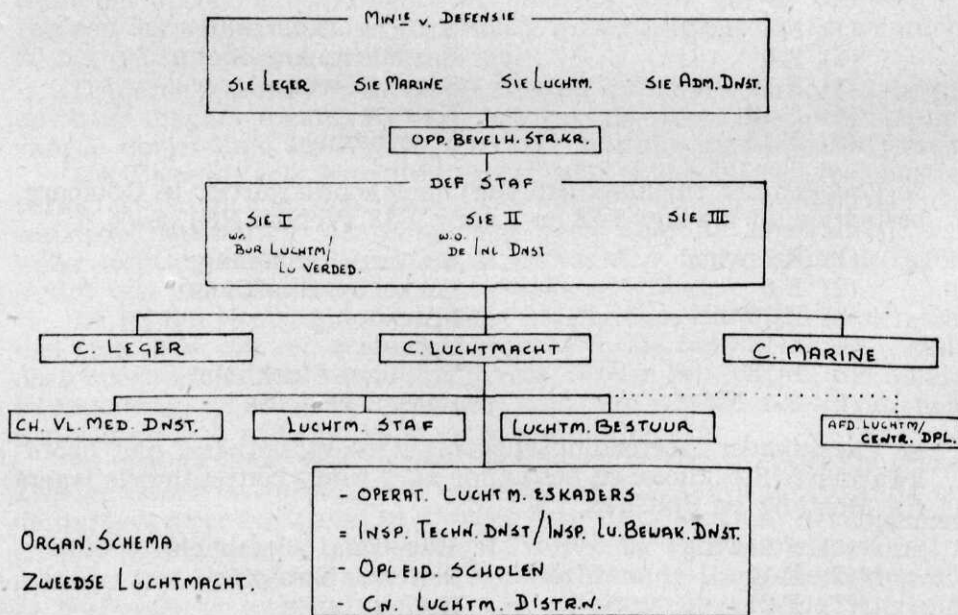 MINIE V. DEFENSIE
SIE LEGER SIE MARINE SIE LUCHTM. SIE ADM. DNST.
OPP. BEVELH. STR.KR.
DEF STAF
SIE I SIE II SIE III
W.O. W.O.
BUR LUCHTM/ DE INL DNST
LU VERDED.
C. LEGER C. LUCHTMACHT C. MARINE
CH. VL. MED. DNST. LUCHTM. STAF LUCHTM. BESTUUR AFD. LUCHTM/
CENTR. DPL.
- OPERAT. LUCHTM. ESKADERS
= INSP. TECHN. DNST/INSP. LU. BEWAK. DNST.
- OPLEID. SCHOLEN
- CN. LUCHTM. DISTR.N.
ORGAN. SCHEMA
ZWEEDSE LUCHTMACHT.